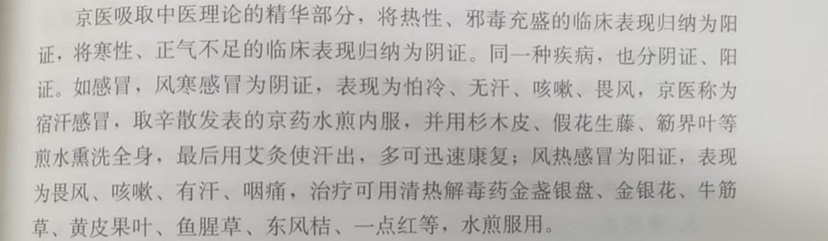 京医吸取中医理论的精华部分，将热性、邪毒充盛的临床表现归纳为阳
证，将寒性、正气不足的临床表现归纳为阴证。同一种疾病，也分阴证、阳
证。如感冒，风寒感冒为阴证，表现为怕冷、无汗、咳嗽、畏风，京医称为
宿汗感冒，取辛散发表的京药水煎内服，并用杉木皮、假花生藤、簕界叶等
煎水熏洗全身，最后用艾灸使汗出，多可迅速康复；风热感冒为阳证，表现
为畏风、咳嗽、有汗、咽痛，治疗可用清热解毒药金盏银盘、金银花、牛筋
草、黄皮果叶、鱼腥草、东风桔、一点红等，水煎服用。